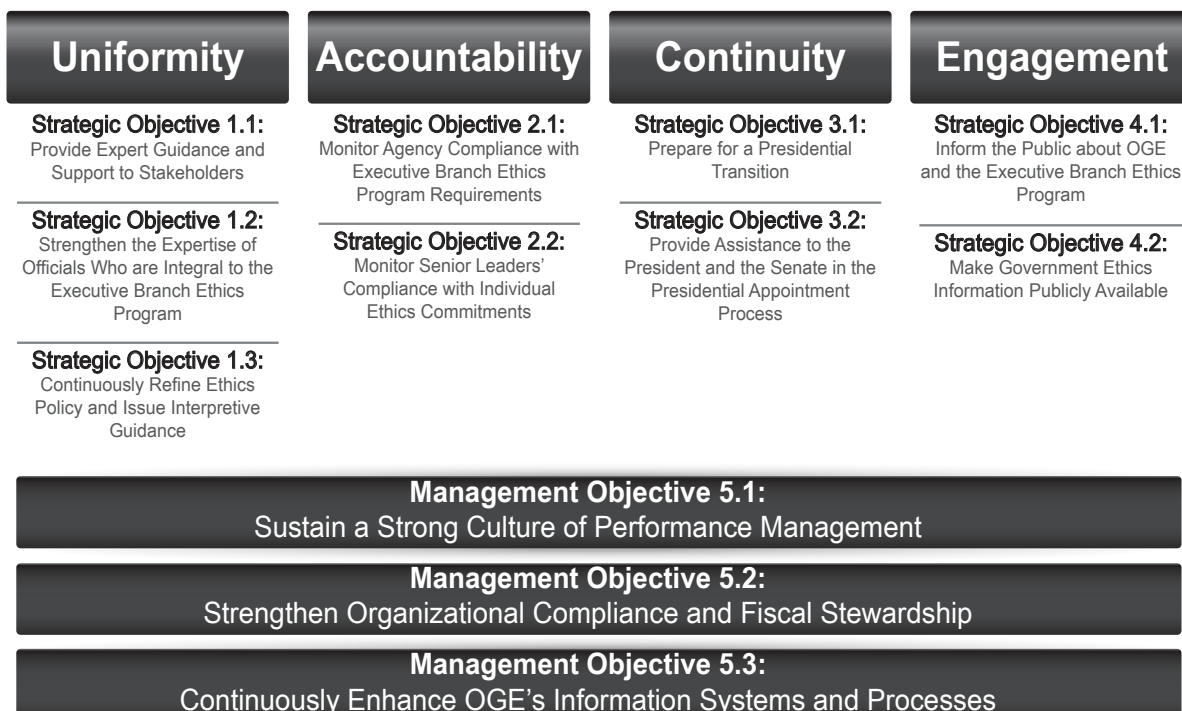 Uniformity
Strategic Objective 1.1:
Provide Expert Guidance and
Support to Stakeholders
Strategic Objective 1.2:
Strengthen the Expertise of
Officials Who are Integral to the
Executive Branch Ethics
Program
Strategic Objective 1.3:
Continuously Refine Ethics
Policy and Issue Interpretive
Guidance
Accountability
Strategic Objective 2.1:
Monitor Agency Compliance with
Executive Branch Ethics
Program Requirements
Strategic Objective 2.2:
Monitor Senior Leaders’
Compliance with Individual
Ethics Commitments
Continuity
Strategic Objective 3.1:
Prepare for a Presidential
Transition
Strategic Objective 3.2:
Provide Assistance to the
President and the Senate in the
Presidential Appointment
Process
Engagement
Strategic Objective 4.1:
Inform the Public about OGE
and the Executive Branch Ethics
Program
Strategic Objective 4.2:
Make Government Ethics
Information Publicly Available
Management Objective 5.1:
Sustain a Strong Culture of Performance Management
Management Objective 5.2:
Strengthen Organizational Compliance and Fiscal Stewardship
Management Objective 5.3:
Continuously Enhance OGE’s Information Systems and Processes